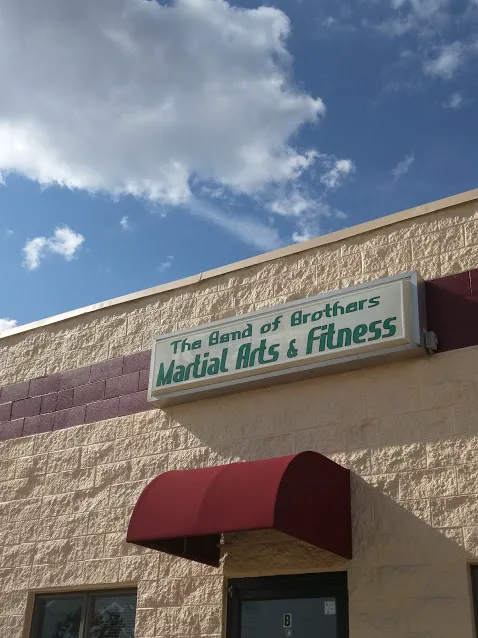 The Band of Brothers
Martial Arts & Fitness
B